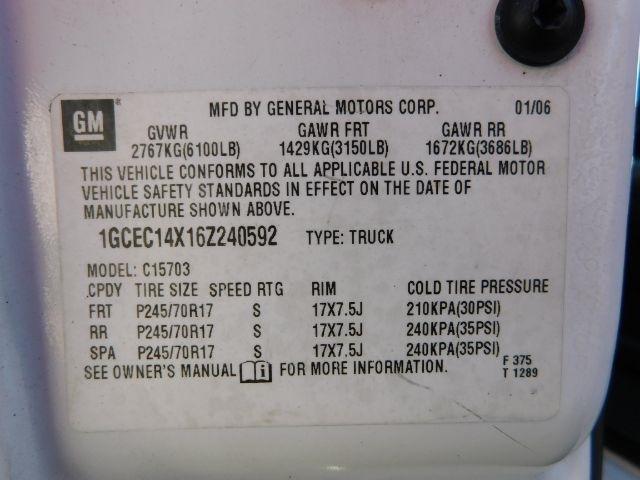 GM MFD BY GENERAL MOTORS CORP. 01/06
GVWR GAWR FRT GAWR RR
2767KG(6100LB) 1429KG(3150LB) 1672KG(3686LB)
THIS VEHICLE CONFORMS TO ALL APPLICABLE U.S. FEDERAL MOTOR
VEHICLE SAFETY STANDARDS IN EFFECT ON THE DATE OF
MANUFACTURE SHOWN ABOVE.
1GCEC14X16Z240592 TYPE: TRUCK
MODEL: C15703
CPDY TIRE SIZE SPEED RTG RIM COLD TIRE PRESSURE
FRT P245/70R17 S 17X7.5J 210KPA(30PSI)
RR P245/70R17 S 17X7.5J 240KPA(35PSI)
SPA P245/70R17 S 17X7.5J 240KPA(35PSI)
SEE OWNER'S MANUAL i FOR MORE INFORMATION. F 375
T 1289